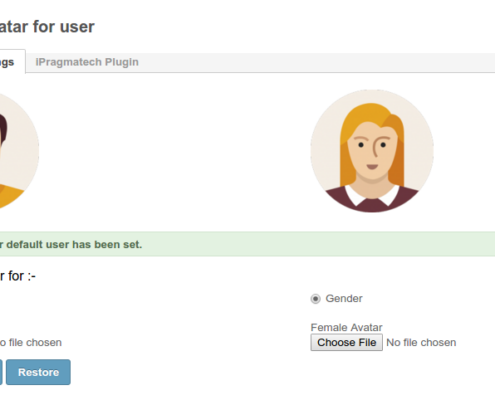 atar for user
ngs iPragmatech Plugin
r default user has been set.
r for :-
Gender
Female Avatar
o file chosen Choose File No file chosen
Restore